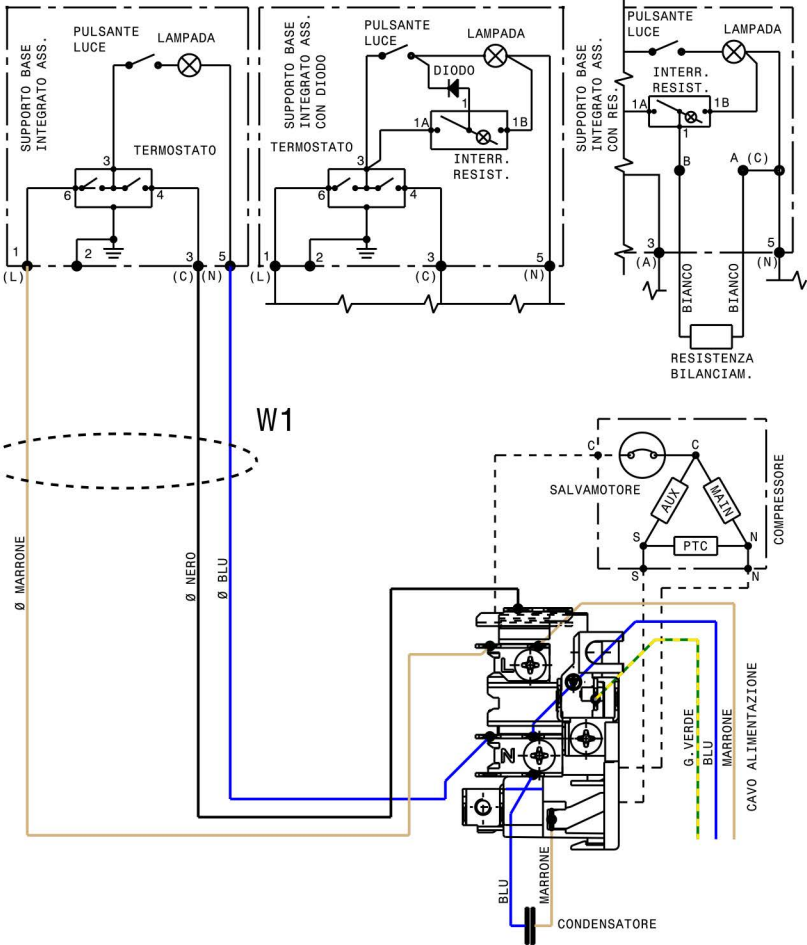 SUPPORTO BASE
INTEGRATO ASS.
PULSANTE
LUCE
LAMPADA
TERMOSTATO
3
6
4
1
2
3
5
(L)
(C)
(N)
SUPPORTO BASE
INTEGRATO ASS.
CON DIODO
PULSANTE
LUCE
LAMPADA
DIODO
1
1A
1B
INTERR.
RESIST.
TERMOSTATO
3
6
4
1
2
3
5
(L)
(C)
(N)
SUPPORTO BASE
INTEGRATO ASS.
CON RES.
PULSANTE
LUCE
LAMPADA
INTERR.
RESIST.
1A
1B
1
B
A (C)
3
5
(A)
(N)
BIANCO
BIANCO
RESISTENZA
BILANCIAM.
W1
Ø MARRONE
Ø NERO
Ø BLU
C
C
SALVAMOTORE
AUX
MAIN
S
PTC
N
S
N
COMPRESSORE
L
N
G.VERDE
BLU
MARRONE
CAVO ALIMENTAZIONE
BLU
MARRONE
CONDENSATORE